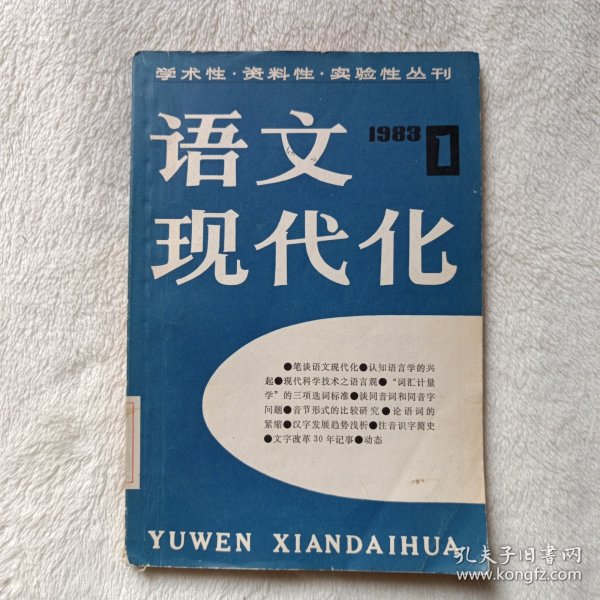 学术性·资料性·实验性丛刊
语文
1983 1
现代化
●笔谈语文现代化●认知语言学的兴
起●现代科学技术之语言观●“词汇计量
学”的三项选词标准●谈同音词和同音字
问题●音节形式的比较研究●论语词的
紧缩●汉字发展趋势浅析●注音识字简史
●文字改革30年记事●动态
YUWEN XIANDAIHUA
孔夫子旧书网
www.kongfz.com